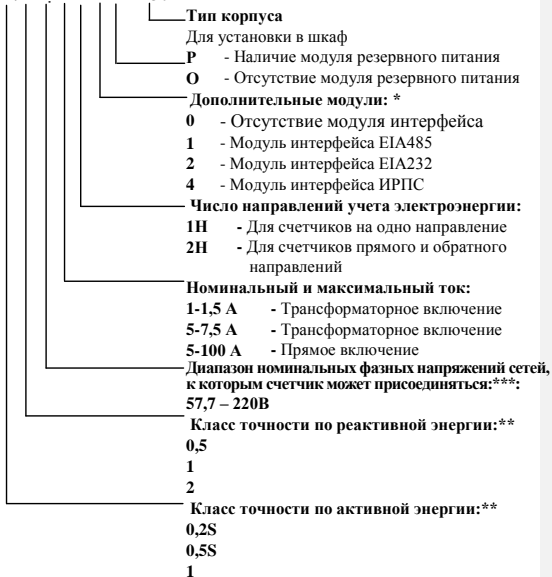 Тип корпуса
Для установки в шкаф
Р - Наличие модуля резервного питания
О - Отсутствие модуля резервного питания
Дополнительные модули: *
0 - Отсутствие модуля интерфейса
1 - Модуль интерфейса EIA485
2 - Модуль интерфейса EIA232
4 - Модуль интерфейса ИРПС
Число направлений учета электроэнергии:
1Н - Для счетчиков на одно направление
2Н - Для счетчиков прямого и обратного
направлений
Номинальный и максимальный ток:
1-1,5 А - Трансформаторное включение
5-7,5 А - Трансформаторное включение
5-100 А - Прямое включение
Диапазон номинальных фазных напряжений сетей,
к которым счетчик может присоединяться:***:
57,7 – 220В
Класс точности по реактивной энергии:**
0,5
1
2
Класс точности по активной энергии:**
0,2S
0,5S
1